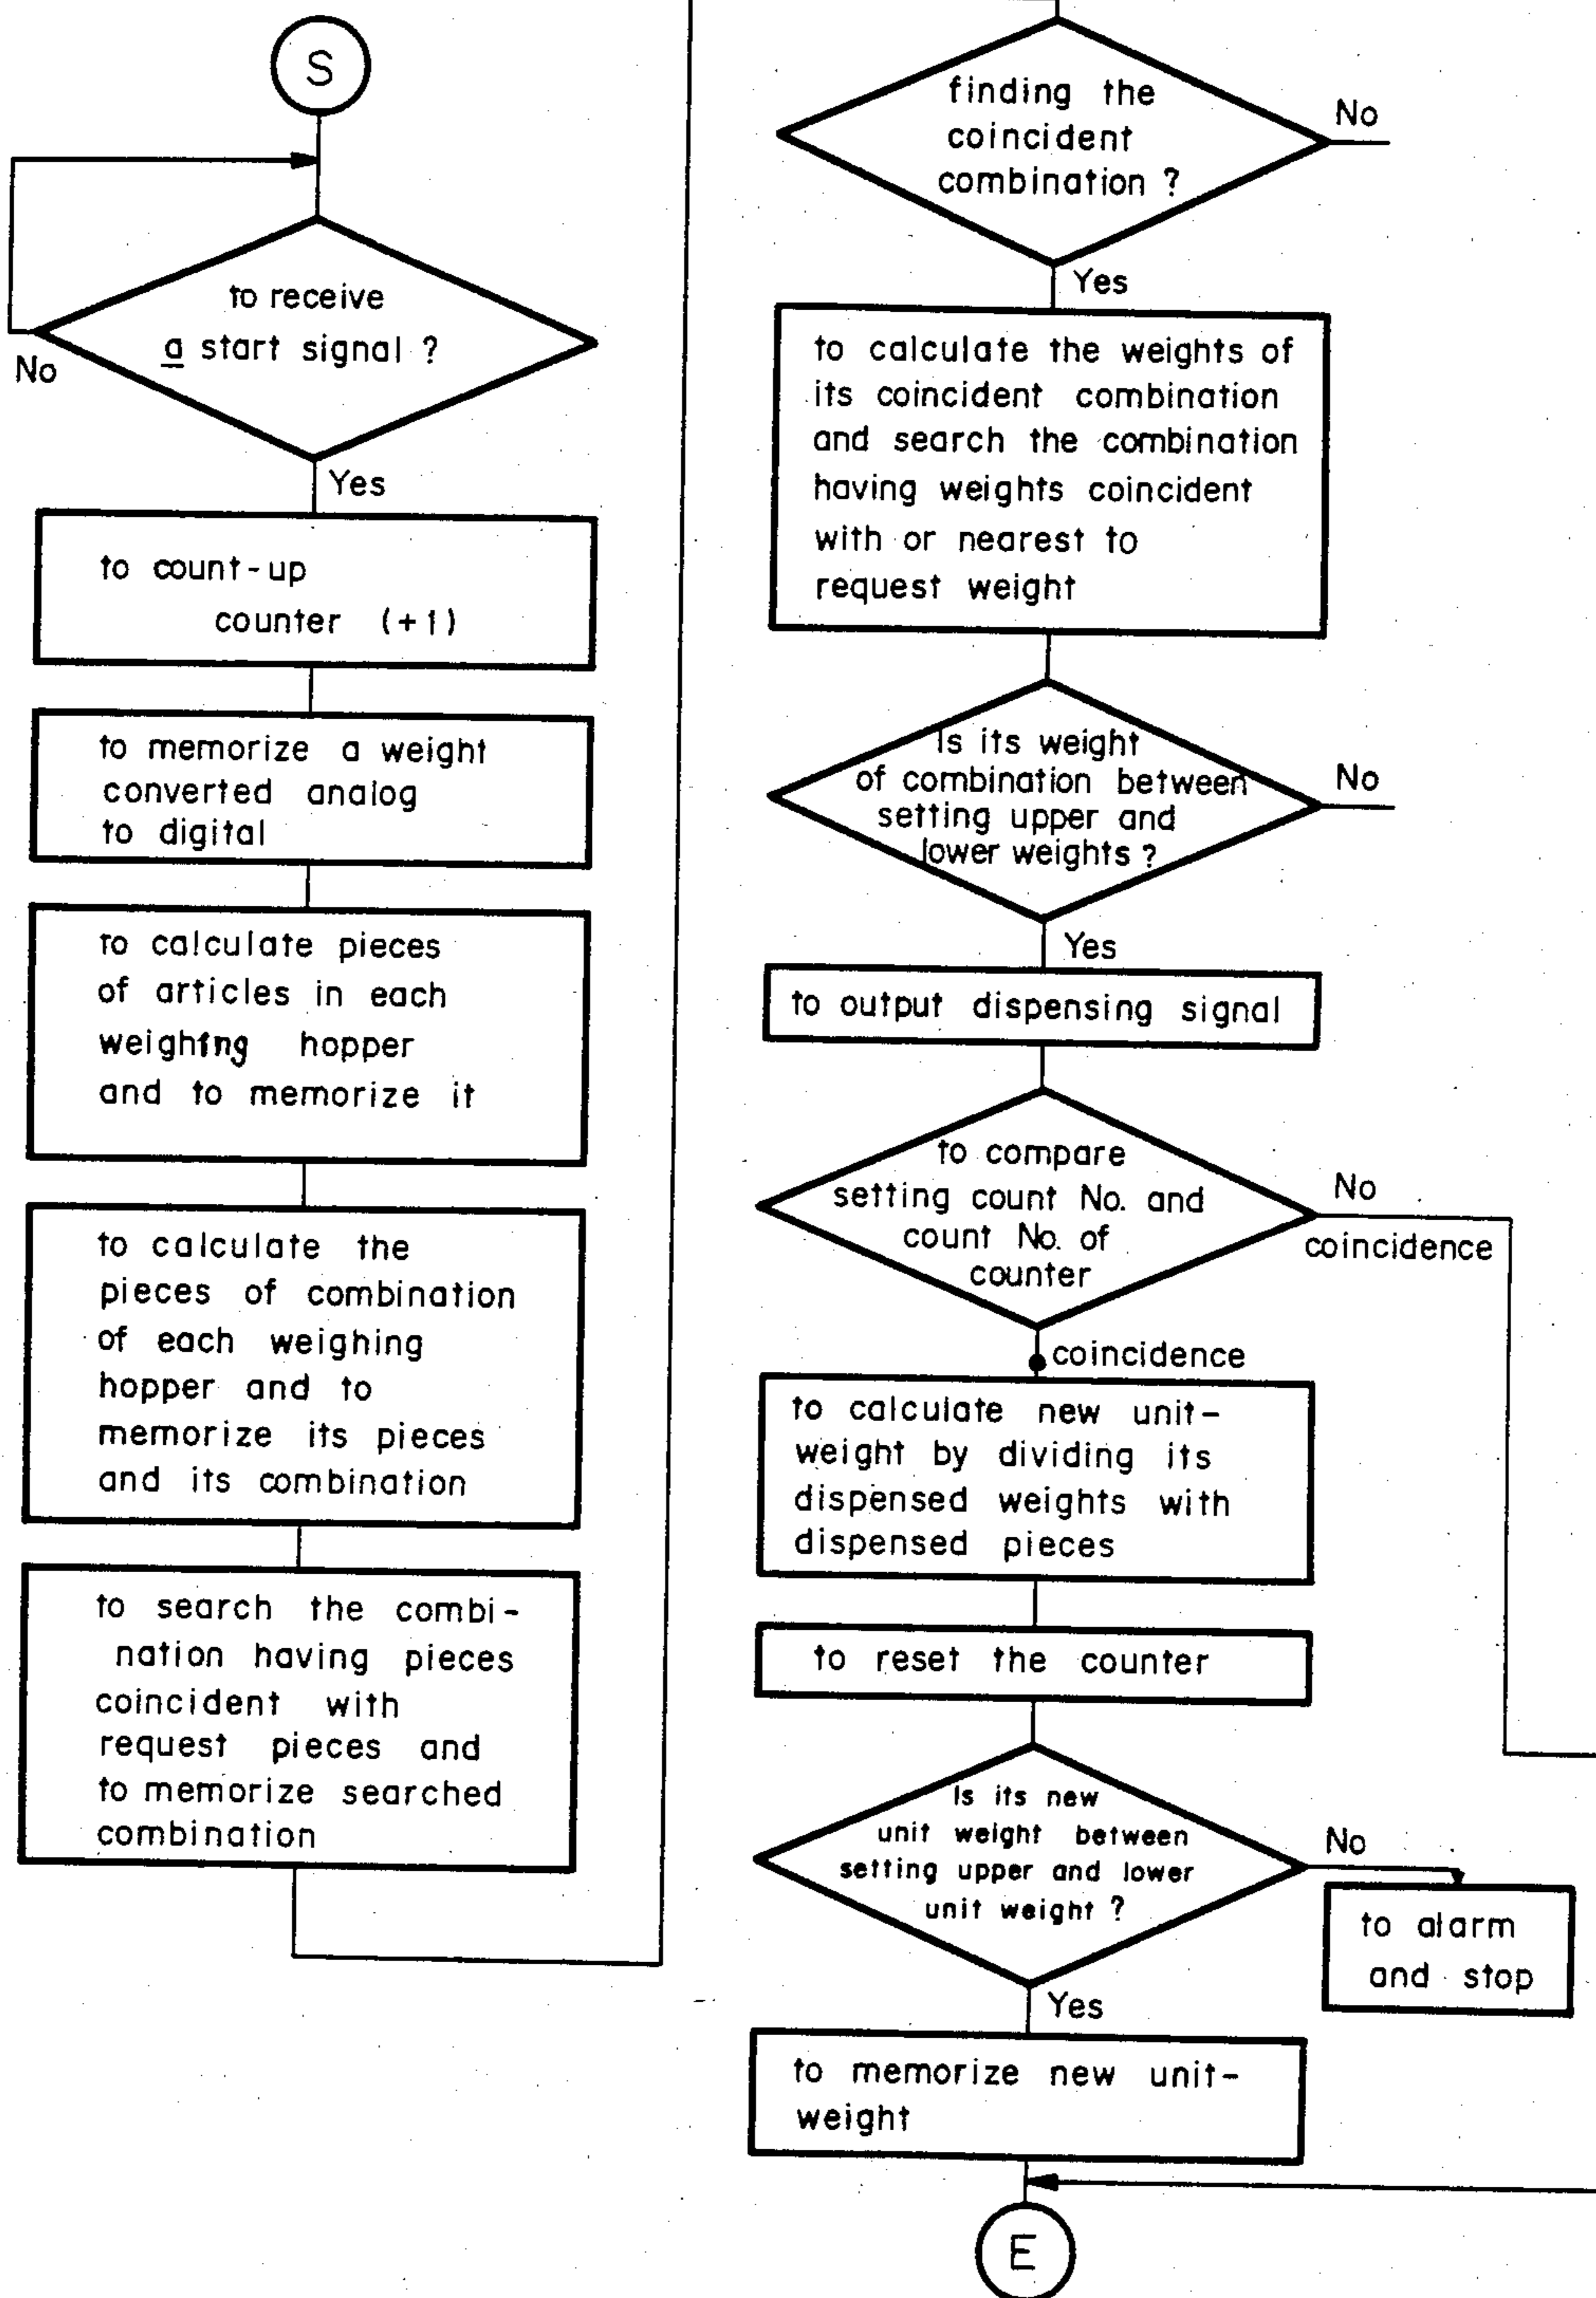 S
to receive
a start signal ?
No
Yes
to count-up
counter (+1)
to memorize a weight
converted analog
to digital
to calculate pieces
of articles in each
weighing hopper
and to memorize it
to calculate the
pieces of combination
of each weighing
hopper and to
memorize its pieces
and its combination
to search the combi-
nation having pieces
coincident with
request pieces and
to memorize searched
combination
finding the
coincident
combination ?
No
Yes
to calculate the weights of
its coincident combination
and search the combination
having weights coincident
with or nearest to
request weight
Is its weight
of combination between
setting upper and
lower weights ?
No
Yes
to output dispensing signal
to compare
setting count No. and
count No. of
counter
No
coincidence
coincidence
to calculate new unit-
weight by dividing its
dispensed weights with
dispensed pieces
to reset the counter
Is its new
unit weight between
setting upper and lower
unit weight ?
No
to alarm
and stop
Yes
to memorize new unit-
weight
E